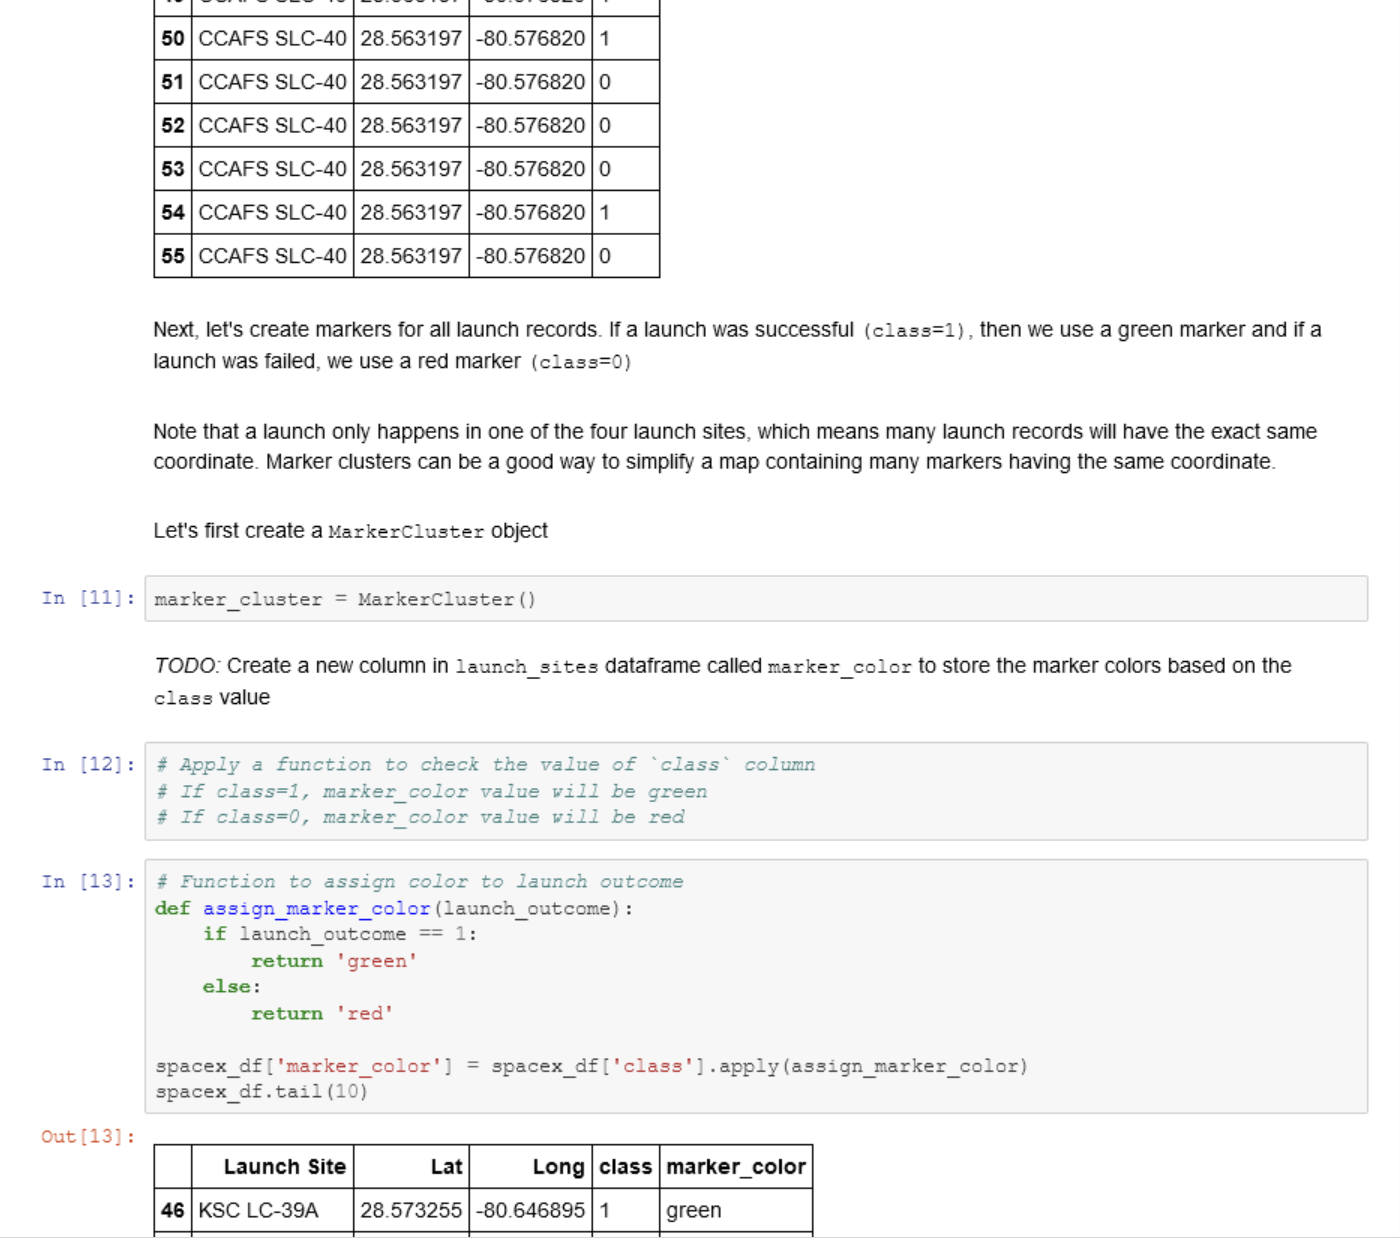 50 CCAFS SLC-40 28.563197 -80.576820 1
51 CCAFS SLC-40 28.563197 -80.576820 0
52 CCAFS SLC-40 28.563197 -80.576820 0
53 CCAFS SLC-40 28.563197 -80.576820 0
54 CCAFS SLC-40 28.563197 -80.576820 1
55 CCAFS SLC-40 28.563197 -80.576820 0
Next, let's create markers for all launch records. If a launch was successful (class=1), then we use a green marker and if a
launch was failed, we use a red marker (class=0)
Note that a launch only happens in one of the four launch sites, which means many launch records will have the exact same
coordinate. Marker clusters can be a good way to simplify a map containing many markers having the same coordinate.
Let's first create a MarkerCluster object
In [11]: marker_cluster = MarkerCluster()
TODO: Create a new column in launch_sites dataframe called marker_color to store the marker colors based on the
class value
In [12]: # Apply a function to check the value of `class` column
# If class=1, marker_color value will be green
# If class=0, marker_color value will be red
In [13]: # Function to assign color to launch outcome
def assign_marker_color(launch_outcome):
    if launch_outcome == 1:
        return 'green'
    else:
        return 'red'
spacex_df['marker_color'] = spacex_df['class'].apply(assign_marker_color)
spacex_df.tail(10)
Out[13]:
Launch Site Lat Long class marker_color
46 KSC LC-39A 28.573255 -80.646895 1 green